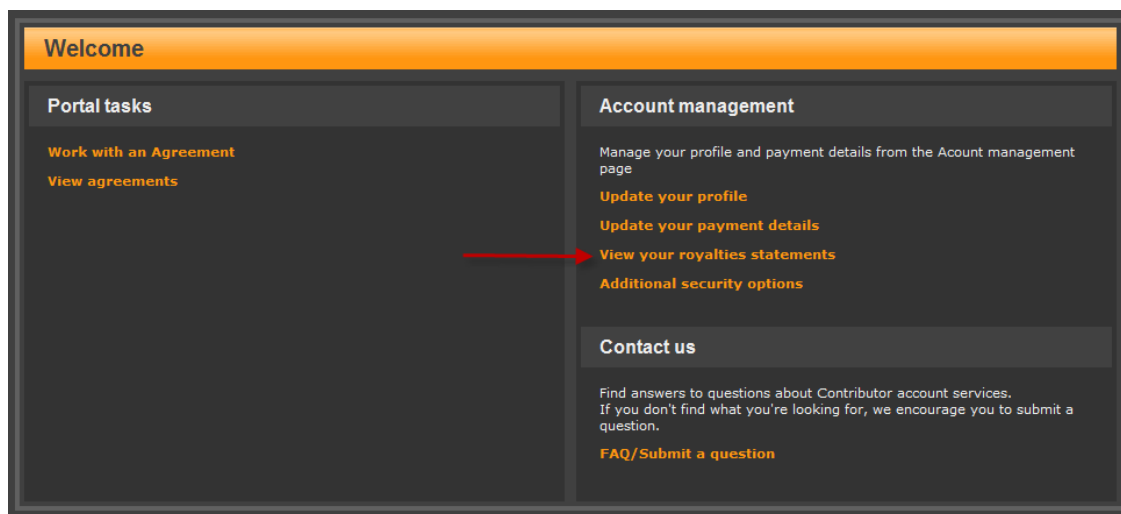 Welcome
Portal tasks
Work with an Agreement
View agreements
Account management
Manage your profile and payment details from the Acount management
page
Update your profile
Update your payment details
View your royalties statements
Additional security options
Contact us
Find answers to questions about Contributor account services.
If you don't find what you're looking for, we encourage you to submit a
question.
FAQ/Submit a question